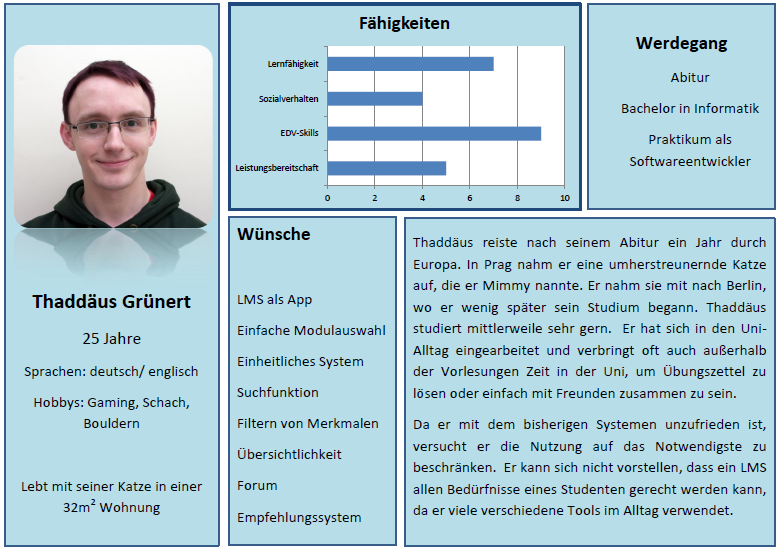 Thaddäus Grünert
25 Jahre
Sprachen: deutsch/ englisch
Hobbys: Gaming, Schach,
Bouldern
Lebt mit seiner Katze in einer
32m² Wohnung
Fähigkeiten
Lernfähigkeit
Sozialverhalten
EDV-Skills
Leistungsbereitschaft
0 2 4 6 8 10
Werdegang
Abitur
Bachelor in Informatik
Praktikum als
Softwareentwickler
Wünsche
LMS als App
Einfache Modulauswahl
Einheitliches System
Suchfunktion
Filtern von Merkmalen
Übersichtlichkeit
Forum
Empfehlungssystem
Thaddäus reiste nach seinem Abitur ein Jahr durch
Europa. In Prag nahm er eine umherstreunernde Katze
auf, die er Mimmy nannte. Er nahm sie mit nach Berlin,
wo er wenig später sein Studium begann. Thaddäus
studiert mittlerweile sehr gern. Er hat sich in den Uni-
Alltag eingearbeitet und verbringt oft auch außerhalb
der Vorlesungen Zeit in der Uni, um Übungszettel zu
lösen oder einfach mit Freunden zusammen zu sein.
Da er mit dem bisherigen Systemen unzufrieden ist,
versucht er die Nutzung auf das Notwendigste zu
beschränken. Er kann sich nicht vorstellen, dass ein LMS
allen Bedürfnisse eines Studenten gerecht werden kann,
da er viele verschiedene Tools im Alltag verwendet.